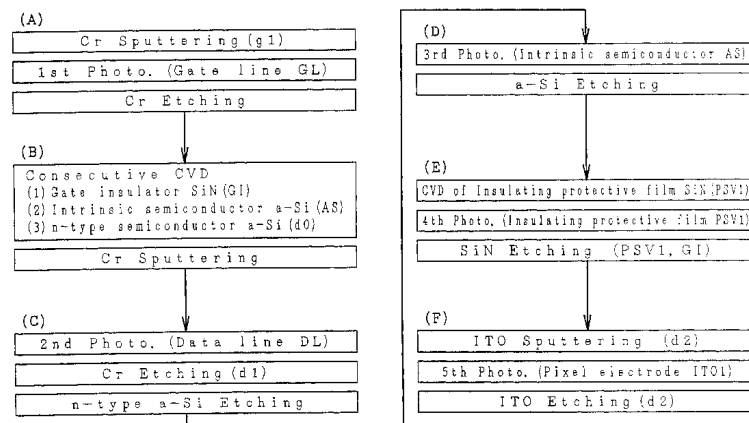 (A)
Cr Sputtering(g1)
1st Photo. (Gate line GL)
Cr Etching
(B)
Consecutive CVD
(1) Gate insulator SiN(GI)
(2) Intrinsic semiconductor a-Si(AS)
(3) n-type semiconductor a-Si(d0)
Cr Sputtering
(C)
2nd Photo. (Data line DL)
Cr Etching(d1)
n-type a-Si Etching
(D)
3rd Photo. (Intrinsic semiconductor AS)
a-Si Etching
(E)
CVD of Insulating protective film SiN(PSV1)
4th Photo. (Insulating protective film PSV1)
SiN Etching (PSV1, GI)
(F)
ITO Sputtering (d2)
5th Photo. (Pixel electrode ITO1)
ITO Etching(d2)